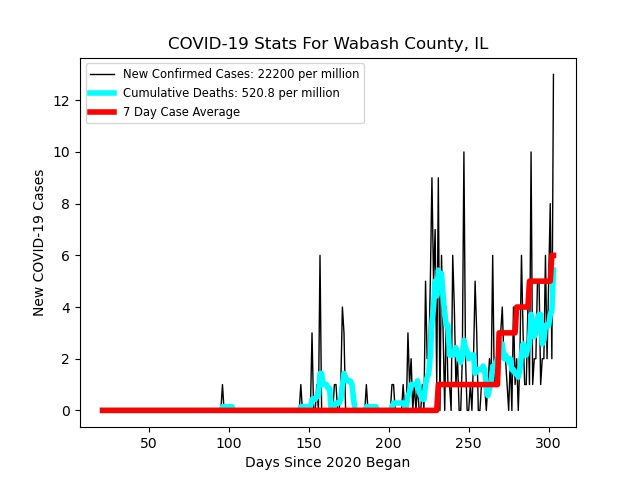 COVID-19 Stats For Wabash County, IL
New Confirmed Cases: 22200 per million
Cumulative Deaths: 520.8 per million
7 Day Case Average
New COVID-19 Cases
12
10
8
6
4
2
0
50 100 150 200 250 300
Days Since 2020 Began